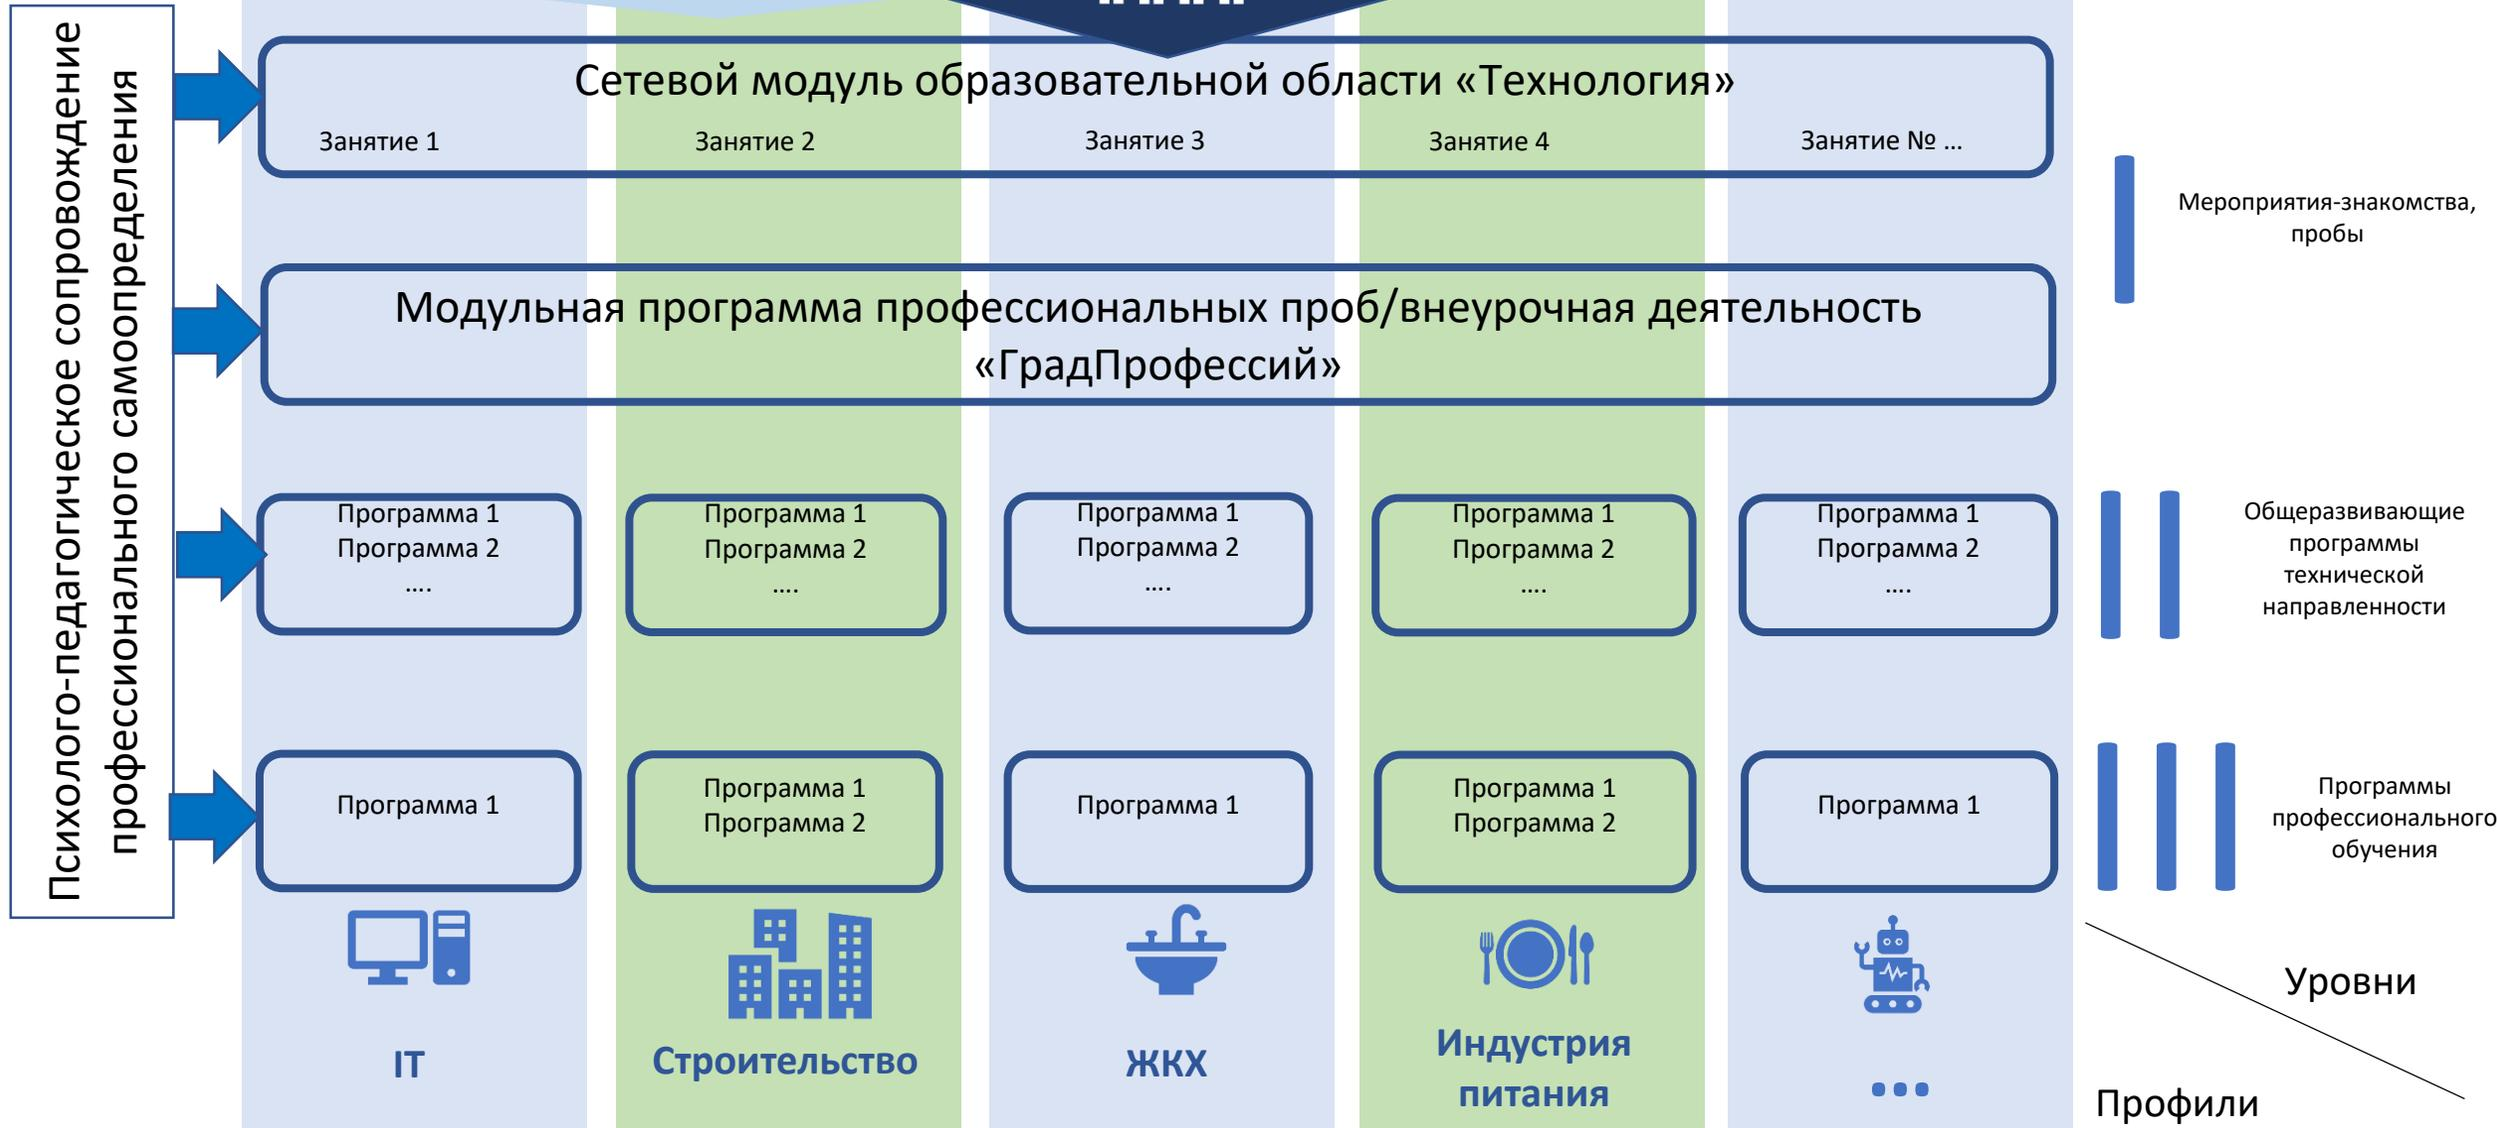 Психолого-педагогическое сопровождение
профессионального самоопределения
Сетевой модуль образовательной области «Технология»
Занятие 1
Занятие 2
Занятие 3
Занятие 4
Занятие № ...
Мероприятия-знакомства,
пробы
Модульная программа профессиональных проб/внеурочная деятельность
«ГрадПрофессий»
Программа 1
Программа 2
....
Программа 1
Программа 2
....
Программа 1
Программа 2
....
Программа 1
Программа 2
....
Программа 1
Программа 2
....
Общеразвивающие
программы
технической
направленности
Программа 1
Программа 1
Программа 2
Программа 1
Программа 1
Программа 2
Программа 1
Программы
профессионального
обучения
IT
Строительство
ЖКХ
Индустрия
питания
...
Уровни
Профили